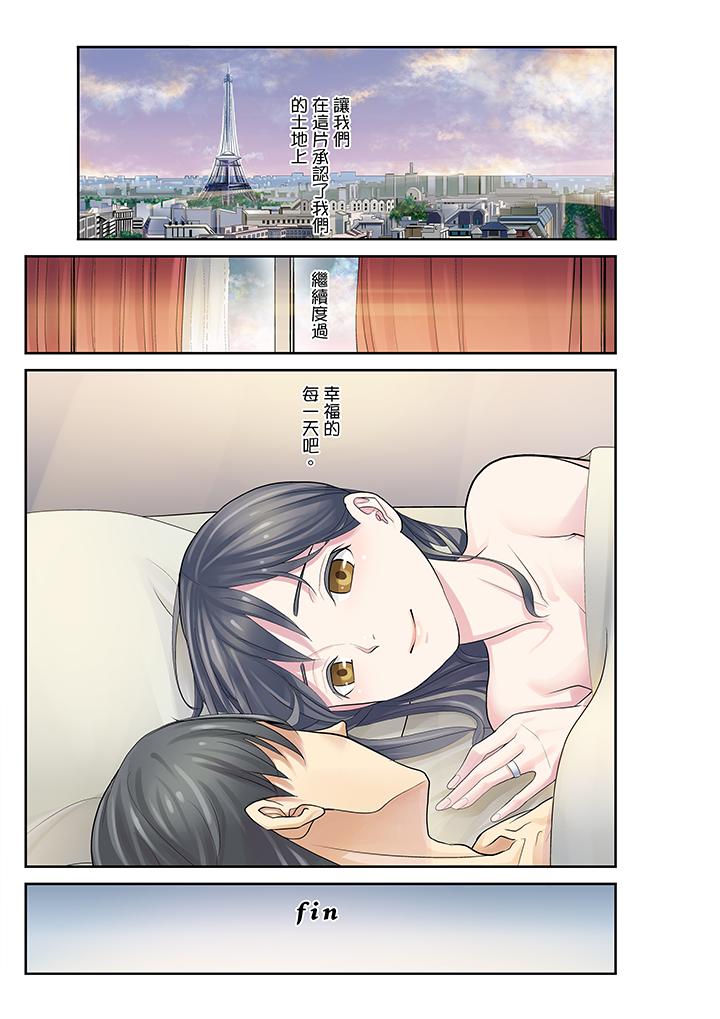 讓我們
在這片承認了我們
的土地上
繼續度過
幸福的
每一天吧。
fin